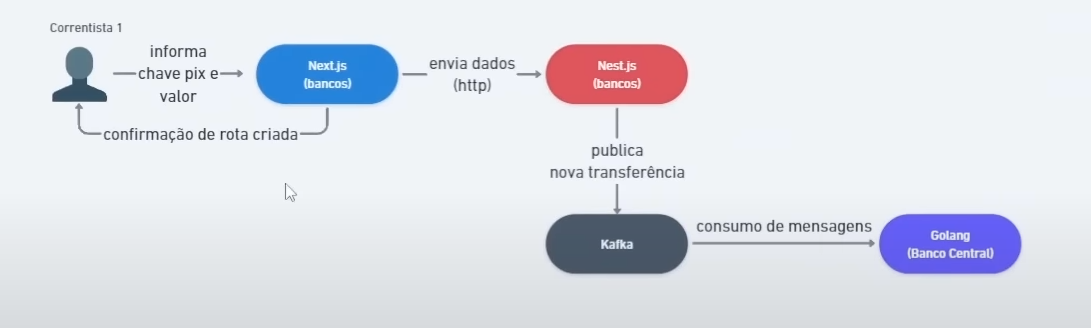 Correntista 1
informa
chave pix e
valor
Next.js
(bancos)
envia dados
(http)
Nest.js
(bancos)
confirmação de rota criada
publica
nova transferência
Kafka
consumo de mensagens
Golang
(Banco Central)